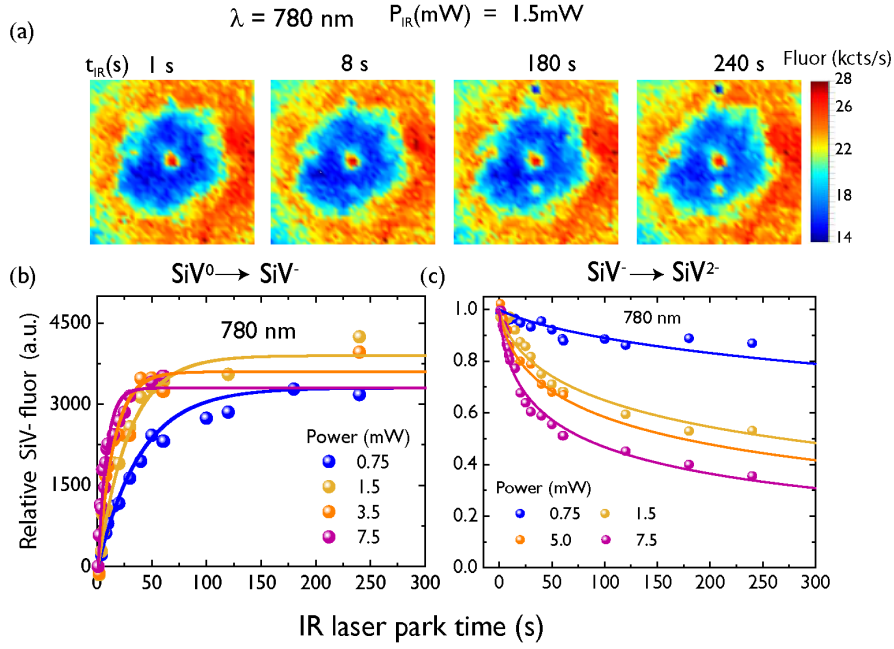 (a)
λ = 780 nm P_IR(mW) = 1.5mW
t_IR(s) 1 s 8 s 180 s 240 s Fluor (kcts/s)
28
26
22
18
14
(b) SiV⁰ → SiV⁻
(c) SiV⁻ → SiV²⁻
Relative SiV- fluor (a.u.)
4500
3000
1500
0
780 nm
Power (mW)
0.75
1.5
3.5
7.5
0 50 100 150 200 250 300
1.0
0.8
0.6
0.4
0.2
0.0
780 nm
Power (mW)
0.75 1.5
5.0 7.5
0 50 100 150 200 250 300
IR laser park time (s)